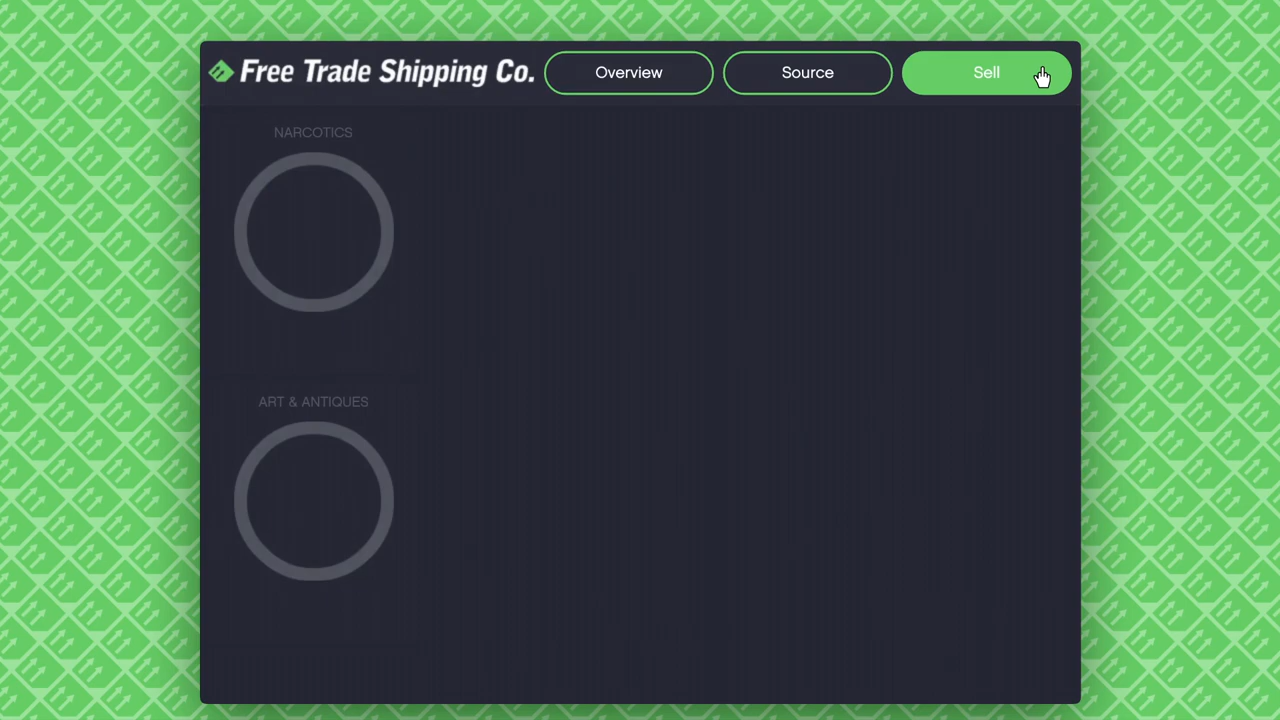 Free Trade Shipping Co.
Overview
Source
Sell
NARCOTICS
ART & ANTIQUES